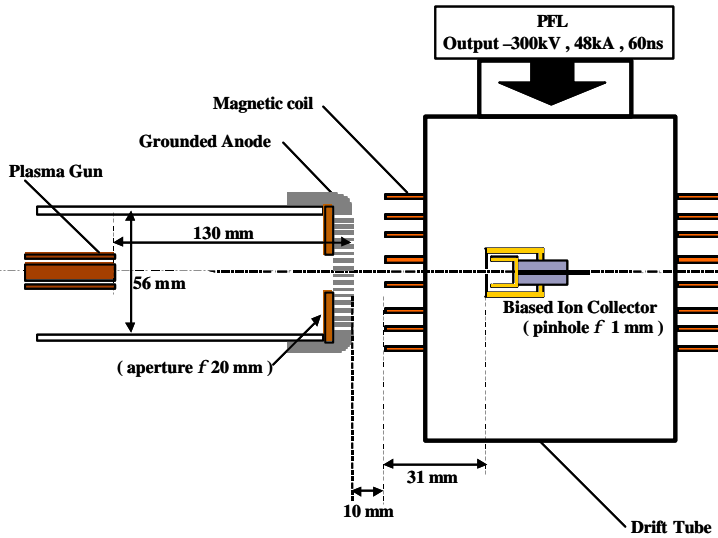 PFL
Output –300kV , 48kA , 60ns
Magnetic coil
Grounded Anode
Plasma Gun
130 mm
56 mm
Biased Ion Collector
( pinhole f 1 mm )
( aperture f 20 mm )
31 mm
10 mm
Drift Tube